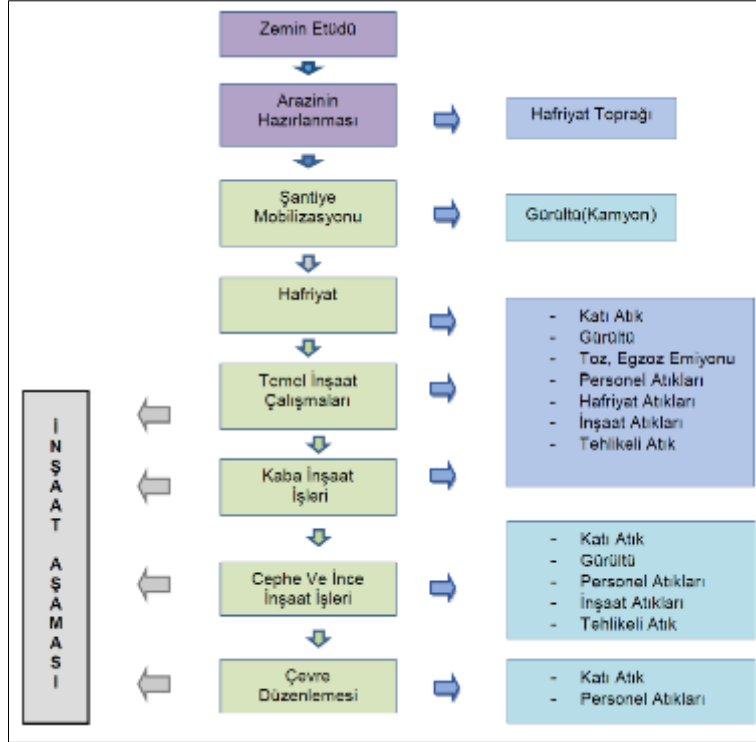 Zemin Etüdü
Arazinin
Hazırlanması
Hafriyat Toprağı
Şantiye
Mobilizasyonu
Gürültü(Kamyon)
Hafriyat
- Katı Atık
- Gürültü
- Toz, Egzoz Emiyonu
- Personel Atıkları
- Hafriyat Atıkları
- İnşaat Atıkları
- Tehlikeli Atık
Temel İnşaat
Çalışmaları
Kaba İnşaat
İşleri
Cephe Ve İnce
İnşaat İşleri
- Katı Atık
- Gürültü
- Personel Atıkları
- İnşaat Atıkları
- Tehlikeli Atık
Çevre
Düzenlemesi
- Katı Atık
- Personel Atıkları
İNŞAAT AŞAMASI